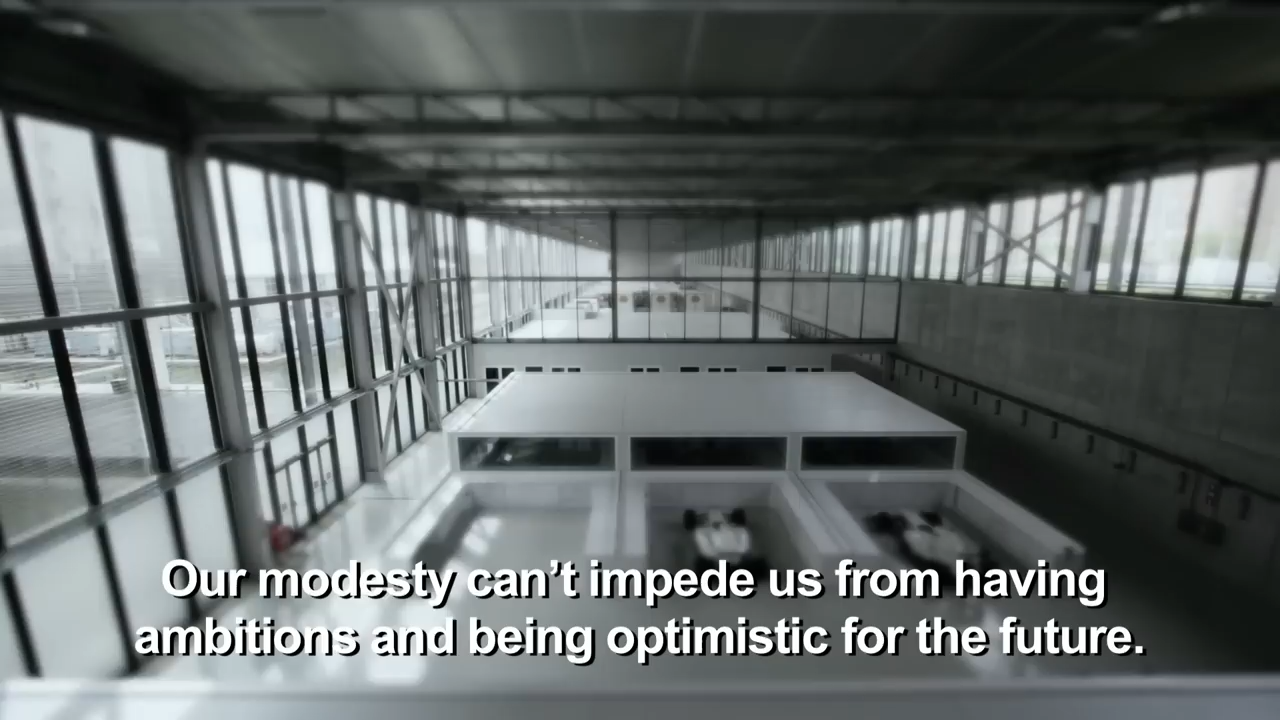 Our modesty can’t impede us from having
ambitions and being optimistic for the future.